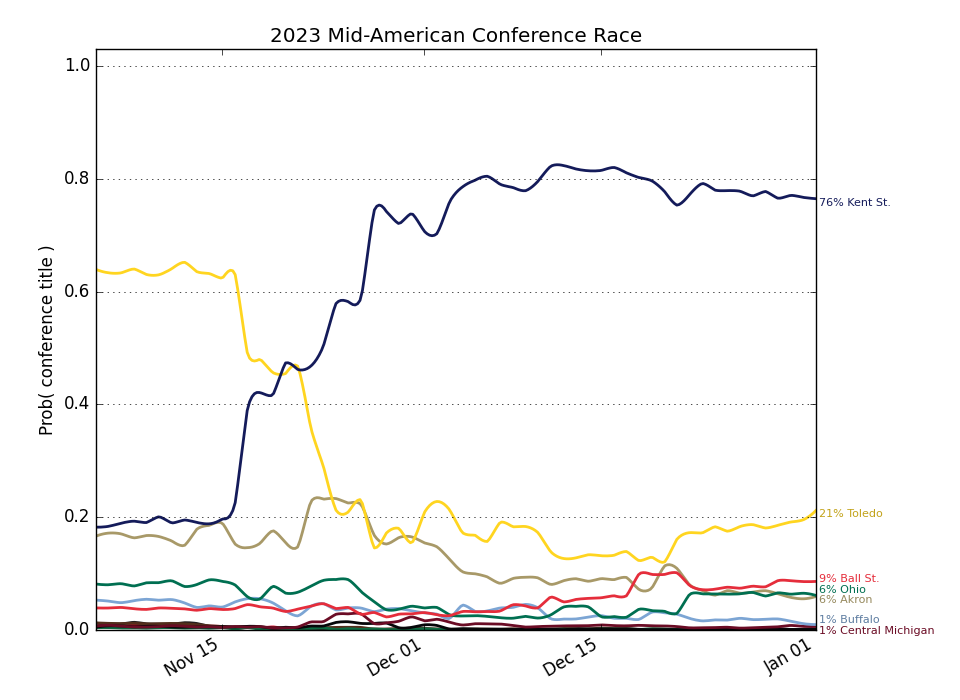 2023 Mid-American Conference Race
Prob( conference title )
1.0
0.8
0.6
0.4
0.2
0.0
76% Kent St.
21% Toledo
9% Ball St.
6% Ohio
6% Akron
1% Buffalo
1% Central Michigan
Nov 15
Dec 01
Dec 15
Jan 01